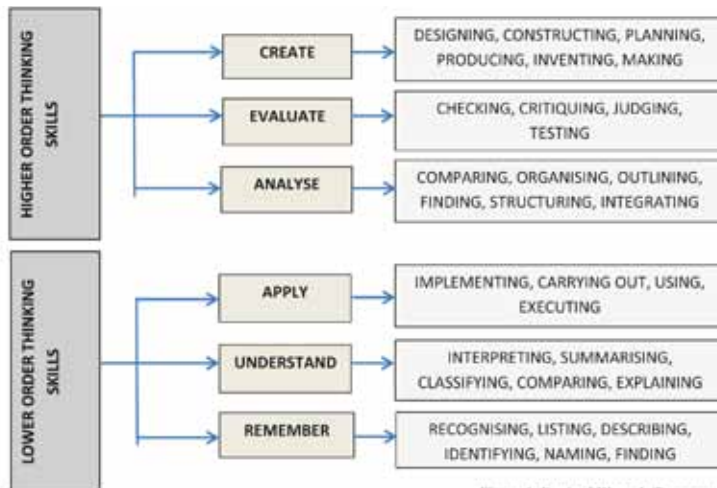 HIGHER ORDER THINKING
SKILLS
CREATE
DESIGNING, CONSTRUCTING, PLANNING,
PRODUCING, INVENTING, MAKING
EVALUATE
CHECKING, CRITIQUING, JUDGING,
TESTING
ANALYSE
COMPARING, ORGANISING, OUTLINING,
FINDING, STRUCTURING, INTEGRATING
LOWER ORDER THINKING
SKILLS
APPLY
IMPLEMENTING, CARRYING OUT, USING,
EXECUTING
UNDERSTAND
INTERPRETING, SUMMARISING,
CLASSIFYING, COMPARING, EXPLAINING
REMEMBER
RECOGNISING, LISTING, DESCRIBING,
IDENTIFYING, NAMING, FINDING